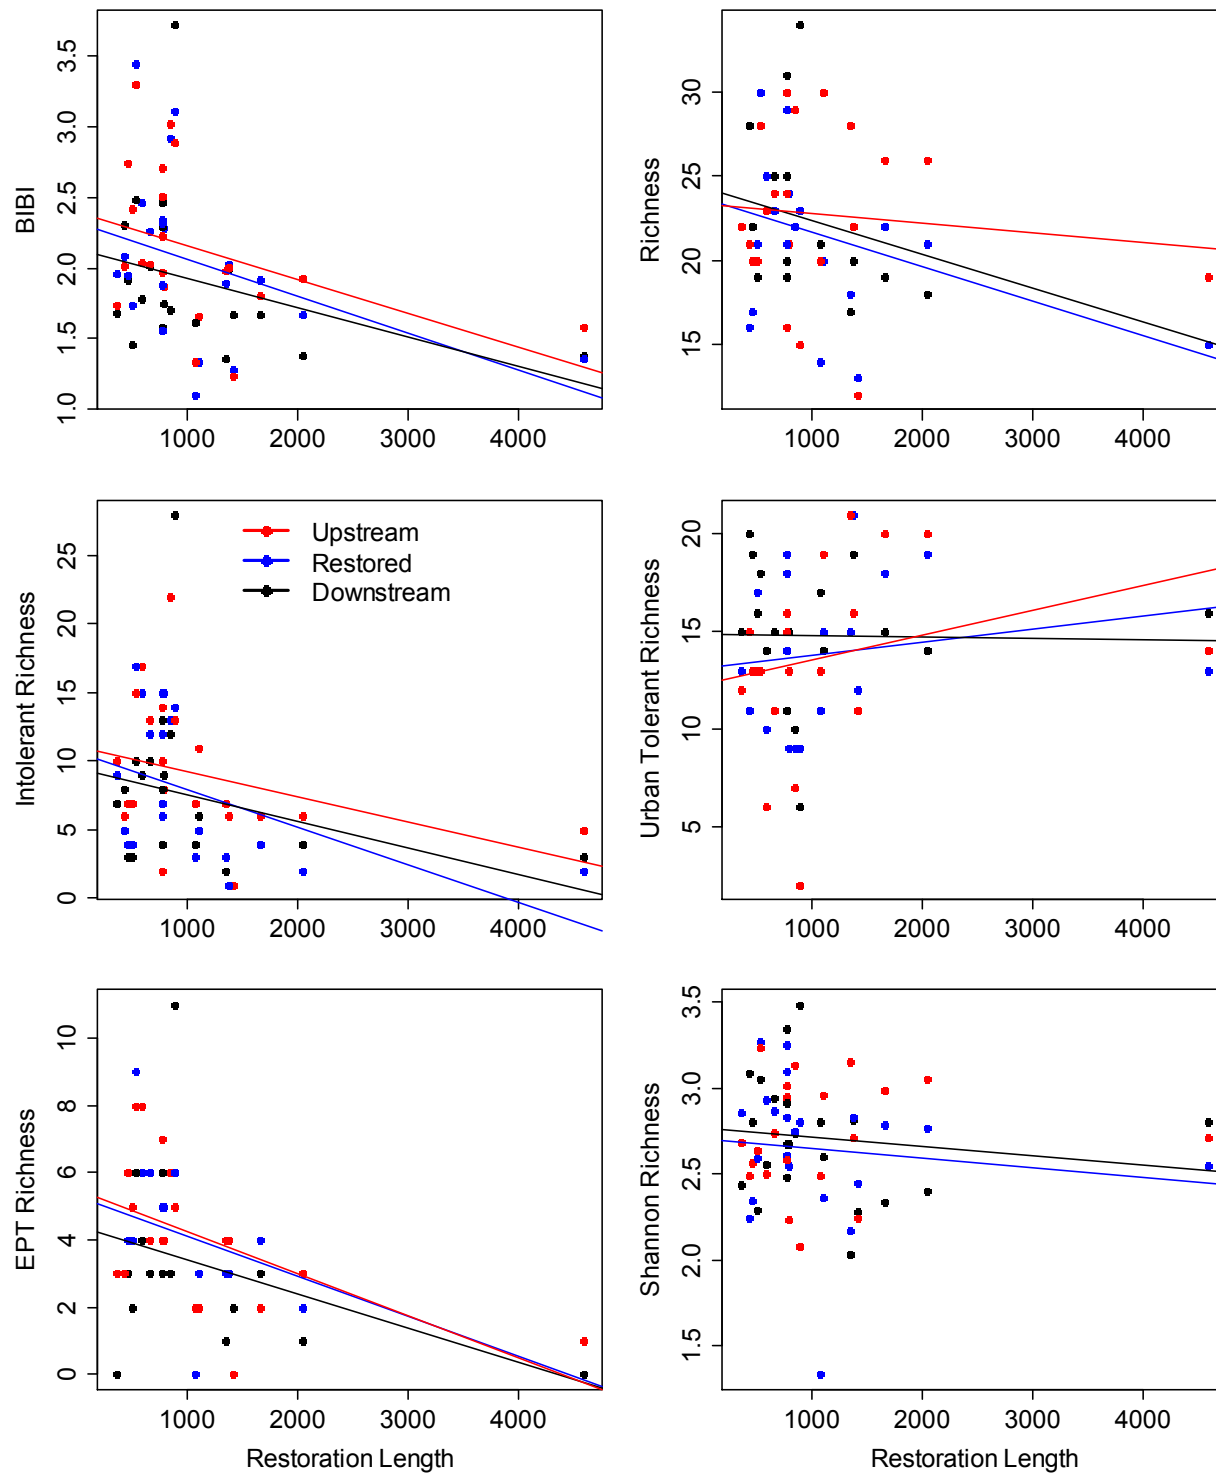 BIBI
3.5
3.0
2.5
2.0
1.5
1.0
1000 2000 3000 4000
Richness
30
25
20
15
1000 2000 3000 4000
Intolerant Richness
25
20
15
10
5
0
Upstream
Restored
Downstream
1000 2000 3000 4000
Urban Tolerant Richness
20
15
10
5
1000 2000 3000 4000
EPT Richness
10
8
6
4
2
0
1000 2000 3000 4000
Restoration Length
Shannon Richness
3.5
3.0
2.5
2.0
1.5
1000 2000 3000 4000
Restoration Length